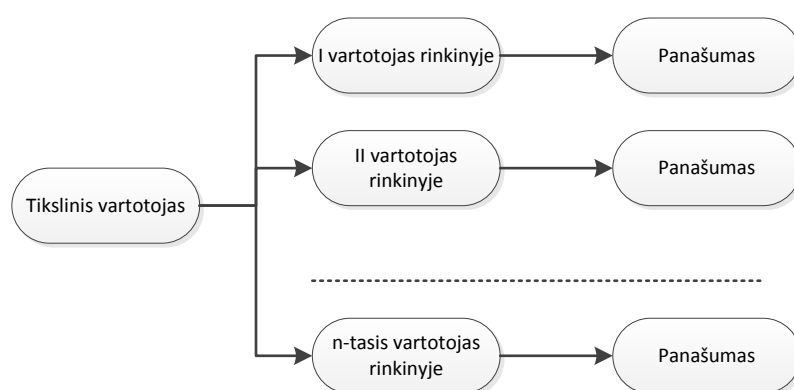 I vartotojas rinkinyje
Panašumas
II vartotojas
rinkinyje
Panašumas
Tikslinis vartotojas
n-tasis vartotojas
rinkinyje
Panašumas